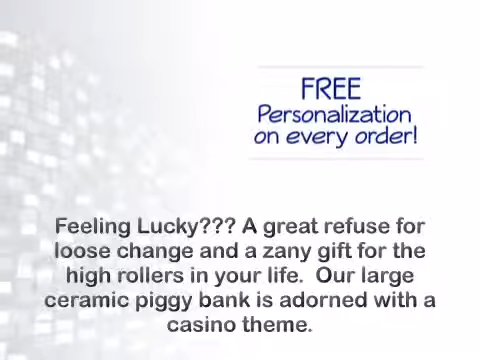 FREE
Personalization
on every order!
Feeling Lucky??? A great refuse for
loose change and a zany gift for the
high rollers in your life.  Our large
ceramic piggy bank is adorned with a
casino theme.